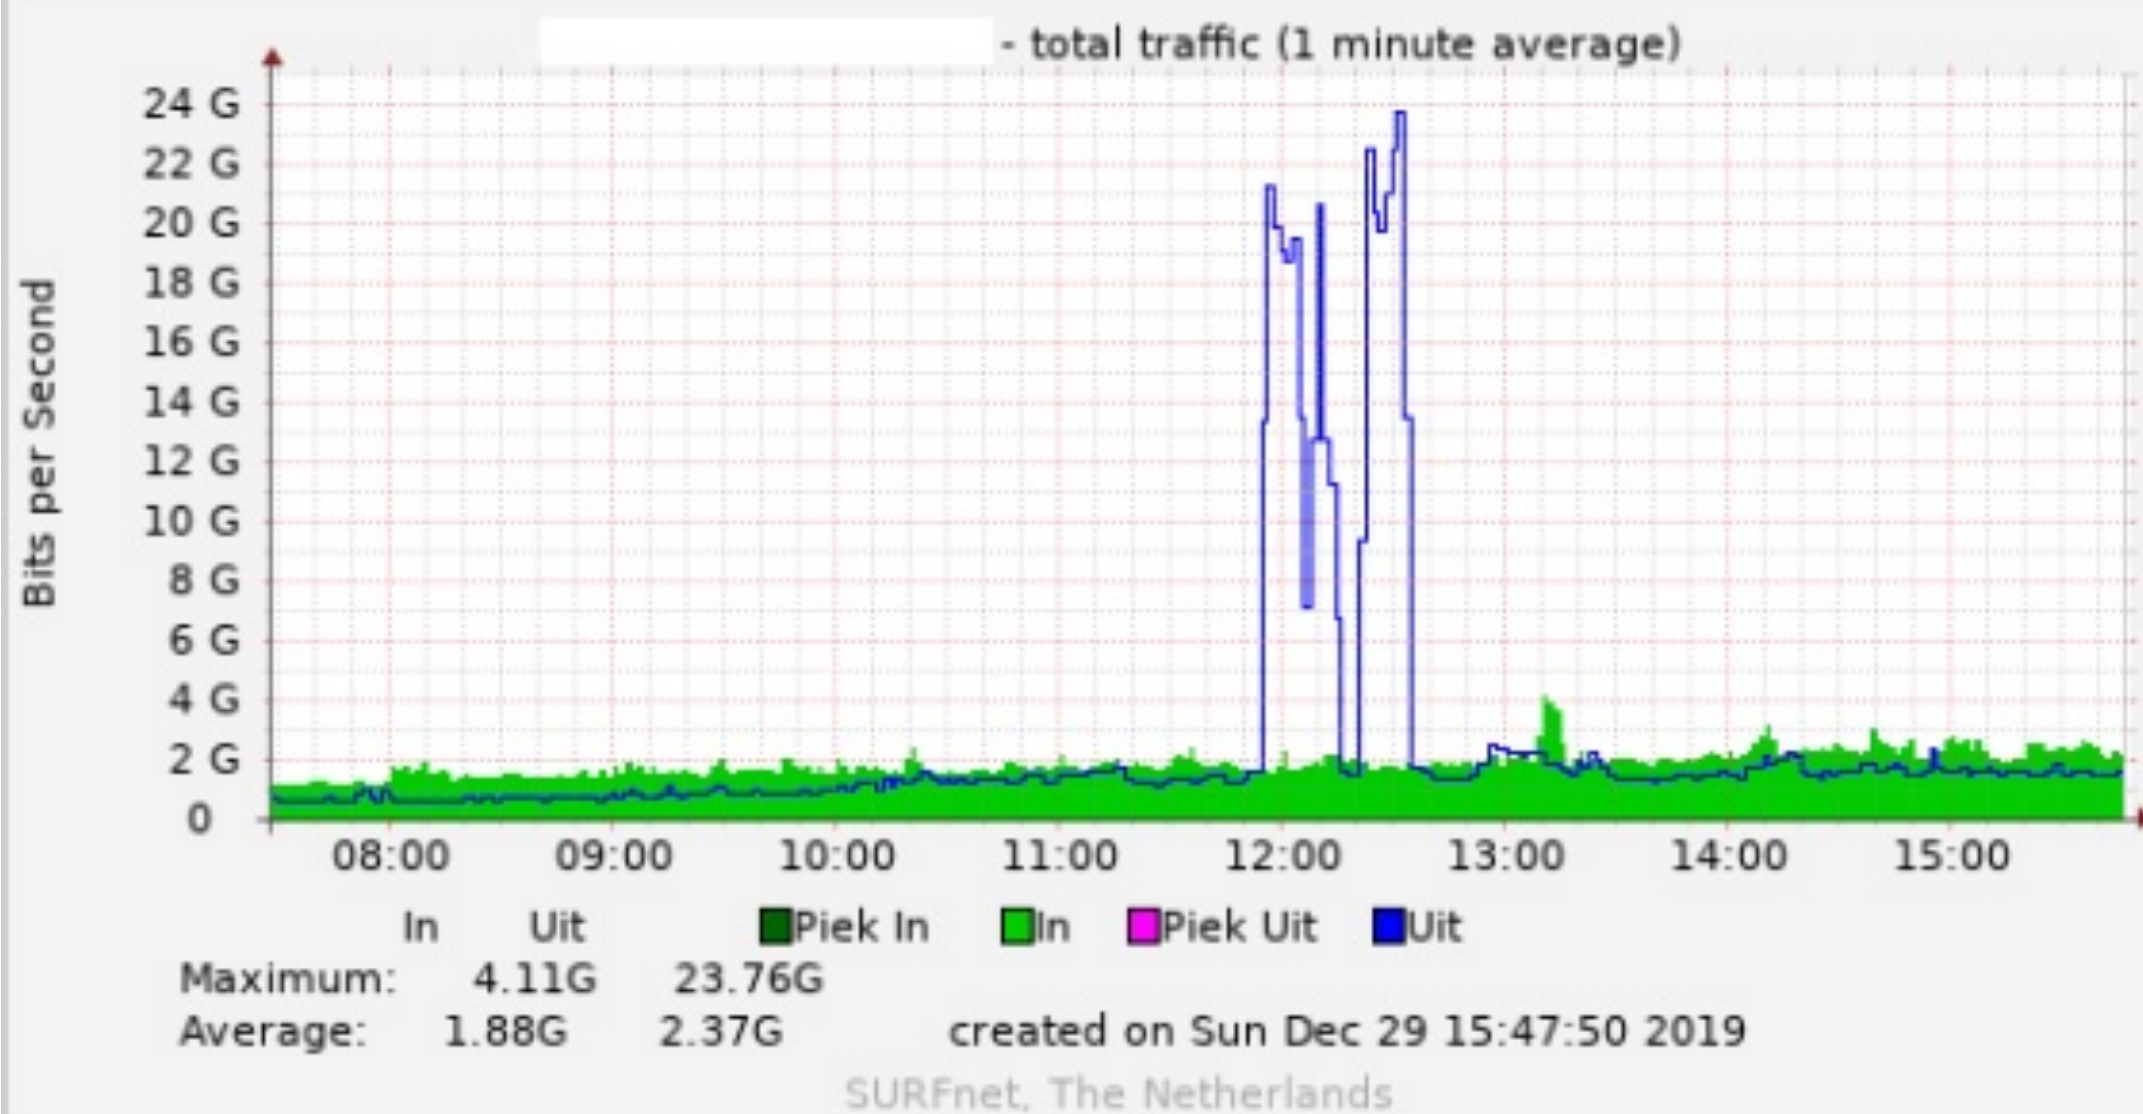 - total traffic (1 minute average)
Bits per Second
24 G
22 G
20 G
18 G
16 G
14 G
12 G
10 G
8 G
6 G
4 G
2 G
0
08:00 09:00 10:00 11:00 12:00 13:00 14:00 15:00
In Uit Piek In In Piek Uit Uit
Maximum: 4.11G 23.76G
Average: 1.88G 2.37G created on Sun Dec 29 15:47:50 2019
SURFnet, The Netherlands